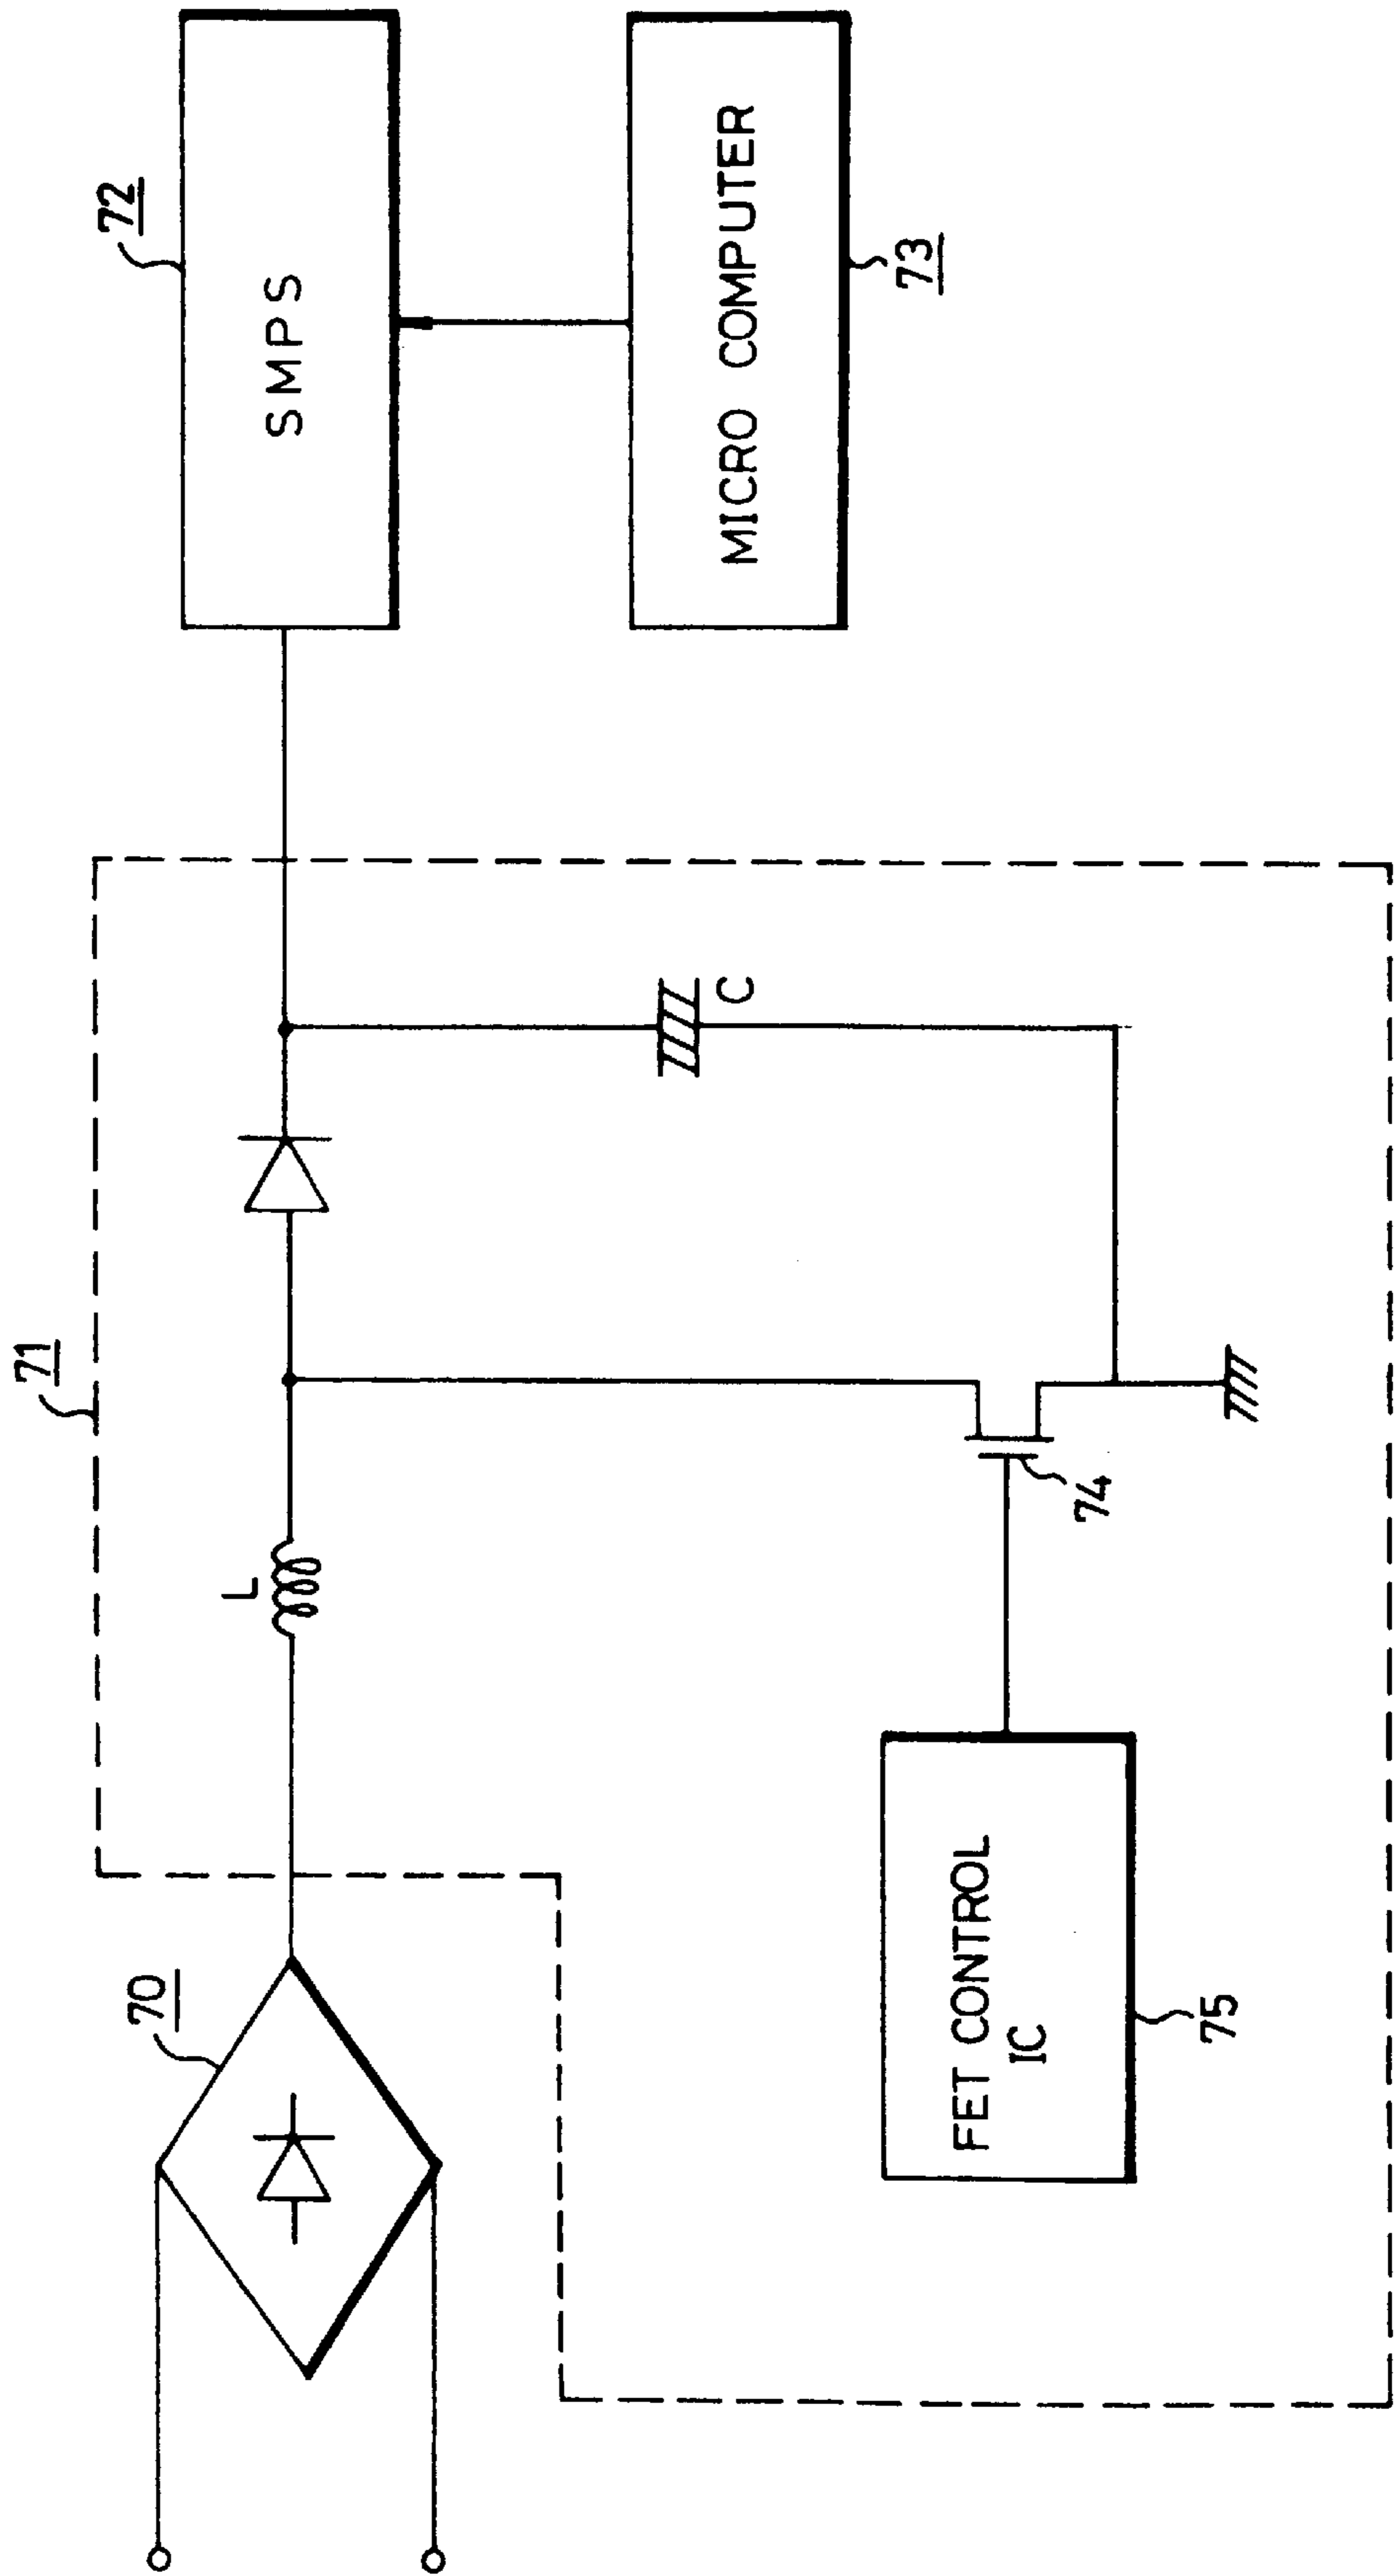 70
71
72
L
SMPS
C
74
FET CONTROL
IC
75
MICRO COMPUTER
73